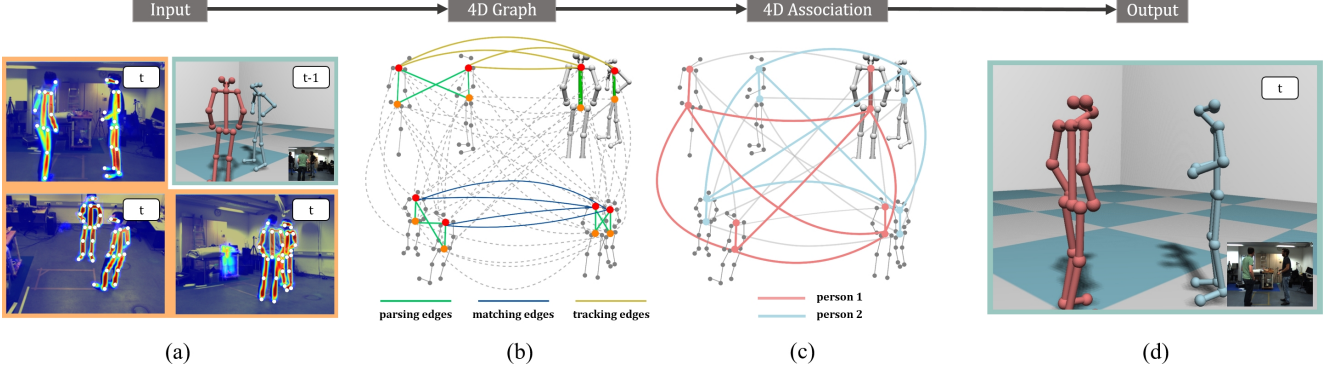 Input
4D Graph
4D Association
Output
t
t-1
t
t
t
parsing edges
matching edges
tracking edges
person 1
person 2
(a)
(b)
(c)
(d)